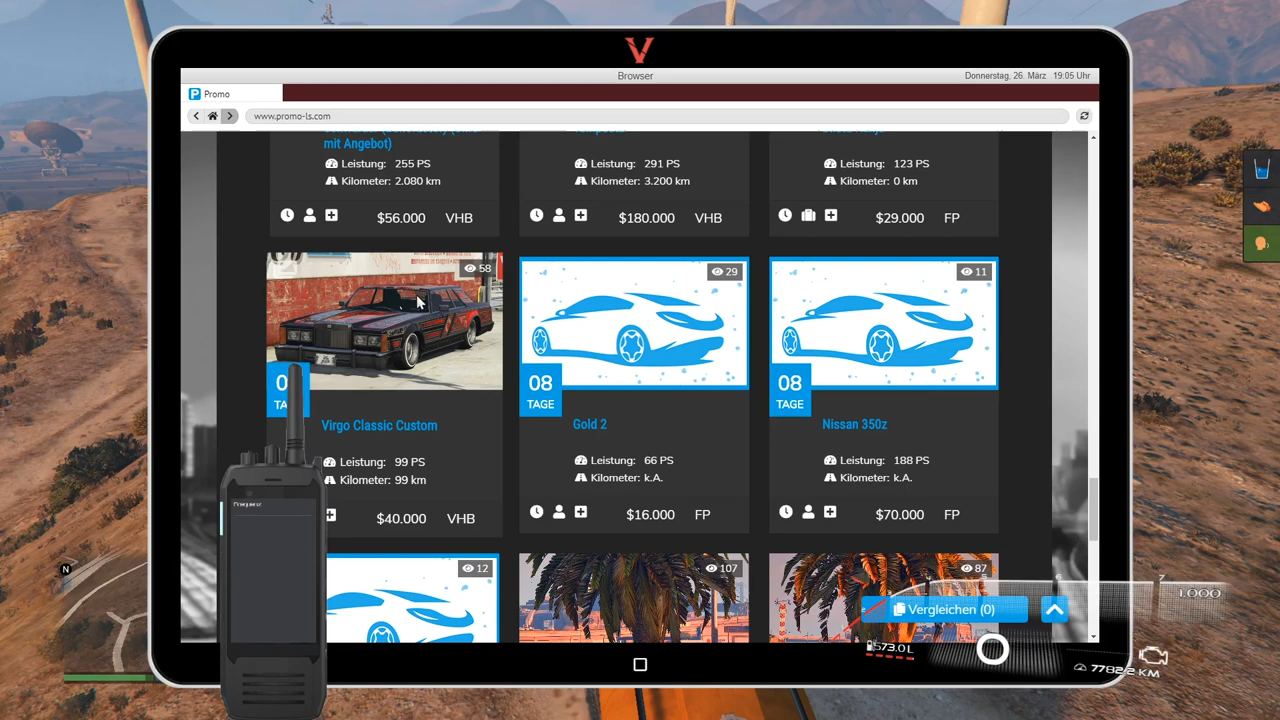 V
Browser
Donnerstag, 26. März 19:05 Uhr
P Promo
www.promo-ls.com
mit Angebot)
Leistung: 255 PS
Kilometer: 2.080 km
$56.000 VHB
Leistung: 291 PS
Kilometer: 3.200 km
$180.000 VHB
Leistung: 123 PS
Kilometer: 0 km
$29.000 FP
58
Virgo Classic Custom
Leistung: 99 PS
Kilometer: 99 km
$40.000 VHB
29
08
TAGE
Gold 2
Leistung: 66 PS
Kilometer: k.A.
$16.000 FP
11
08
TAGE
Nissan 350z
Leistung: 188 PS
Kilometer: k.A.
$70.000 FP
12
107
87
Vergleichen (0)
N
6
7
573.0 L